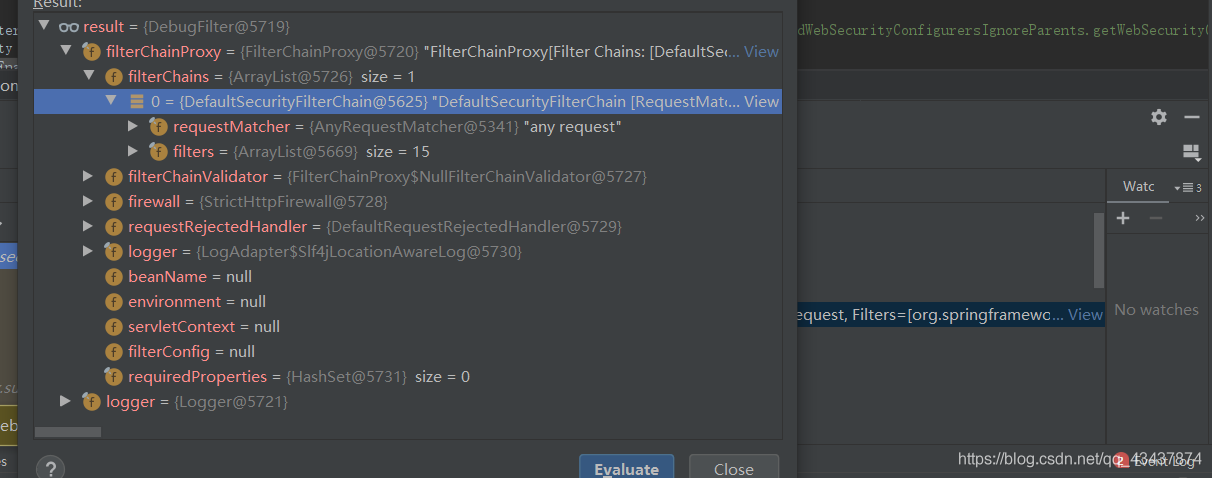 Result:
result = {DebugFilter@5719}
filterChainProxy = {FilterChainProxy@5720} "FilterChainProxy[Filter Chains: [DefaultSec... View
filterChains = {ArrayList@5726} size = 1
0 = {DefaultSecurityFilterChain@5625} "DefaultSecurityFilterChain [RequestMatc... View
requestMatcher = {AnyRequestMatcher@5341} "any request"
filters = {ArrayList@5669} size = 15
filterChainValidator = {FilterChainProxy$NullFilterChainValidator@5727}
firewall = {StrictHttpFirewall@5728}
requestRejectedHandler = {DefaultRequestRejectedHandler@5729}
logger = {LogAdapter$Slf4jLocationAwareLog@5730}
beanName = null
environment = null
servletContext = null
filterConfig = null
requiredProperties = {HashSet@5731} size = 0
logger = {Logger@5721}
? Evaluate Close
dWebSecurityConfigurersIgnoreParents.getWebSecurityC
Watc 3
equest, Filters=[org.springframewo... View
No watches
Event Log
https://blog.csdn.net/qq_43437874